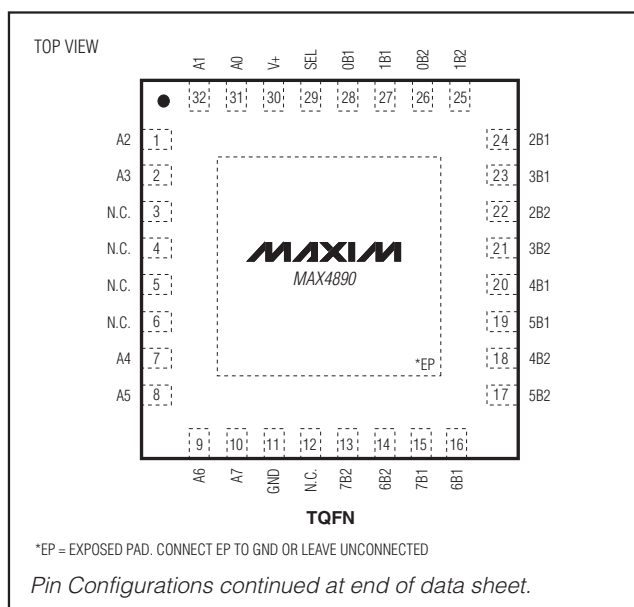 TOP VIEW
A1 A0 V+ SEL 0B1 1B1 0B2 1B2
32 31 30 29 28 27 26 25
A2 1 24 2B1
A3 2 23 3B1
N.C. 3 22 2B2
N.C. 4 21 3B2
MAXIM
MAX4890
N.C. 5 20 4B1
N.C. 6 19 5B1
A4 7 18 4B2
*EP
A5 8 17 5B2
9 10 11 12 13 14 15 16
A6 A7 GND N.C. 7B2 6B2 7B1 6B1
TQFN
*EP = EXPOSED PAD. CONNECT EP TO GND OR LEAVE UNCONNECTED
Pin Configurations continued at end of data sheet.